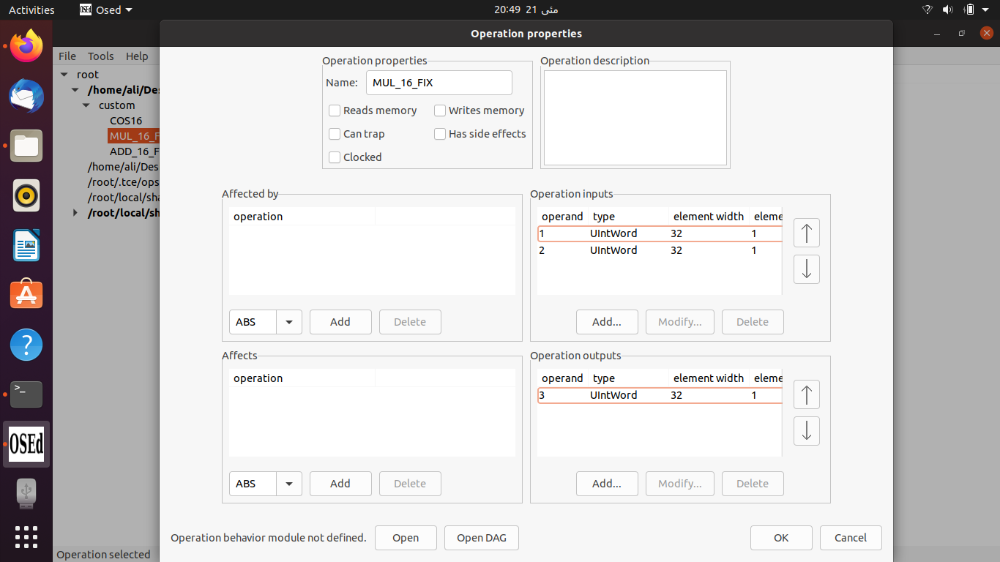 Activities
Osed
20:49 21 مئی
Operation properties
File Tools Help
root
/home/ali/Des
custom
COS16
MUL_16_F
ADD_16_F
/home/ali/Des
/root/.tce/ops
/root/local/sha
/root/local/sh
Operation selected
Operation properties
Name: MUL_16_FIX
Reads memory Writes memory
Can trap Has side effects
Clocked
Operation description
Affected by
operation
ABS Add Delete
Operation inputs
operand type element width eleme
1 UIntWord 32 1
2 UIntWord 32 1
Add... Modify... Delete
Affects
operation
ABS Add Delete
Operation outputs
operand type element width eleme
3 UIntWord 32 1
Add... Modify... Delete
Operation behavior module not defined. Open Open DAG OK Cancel
OSEd